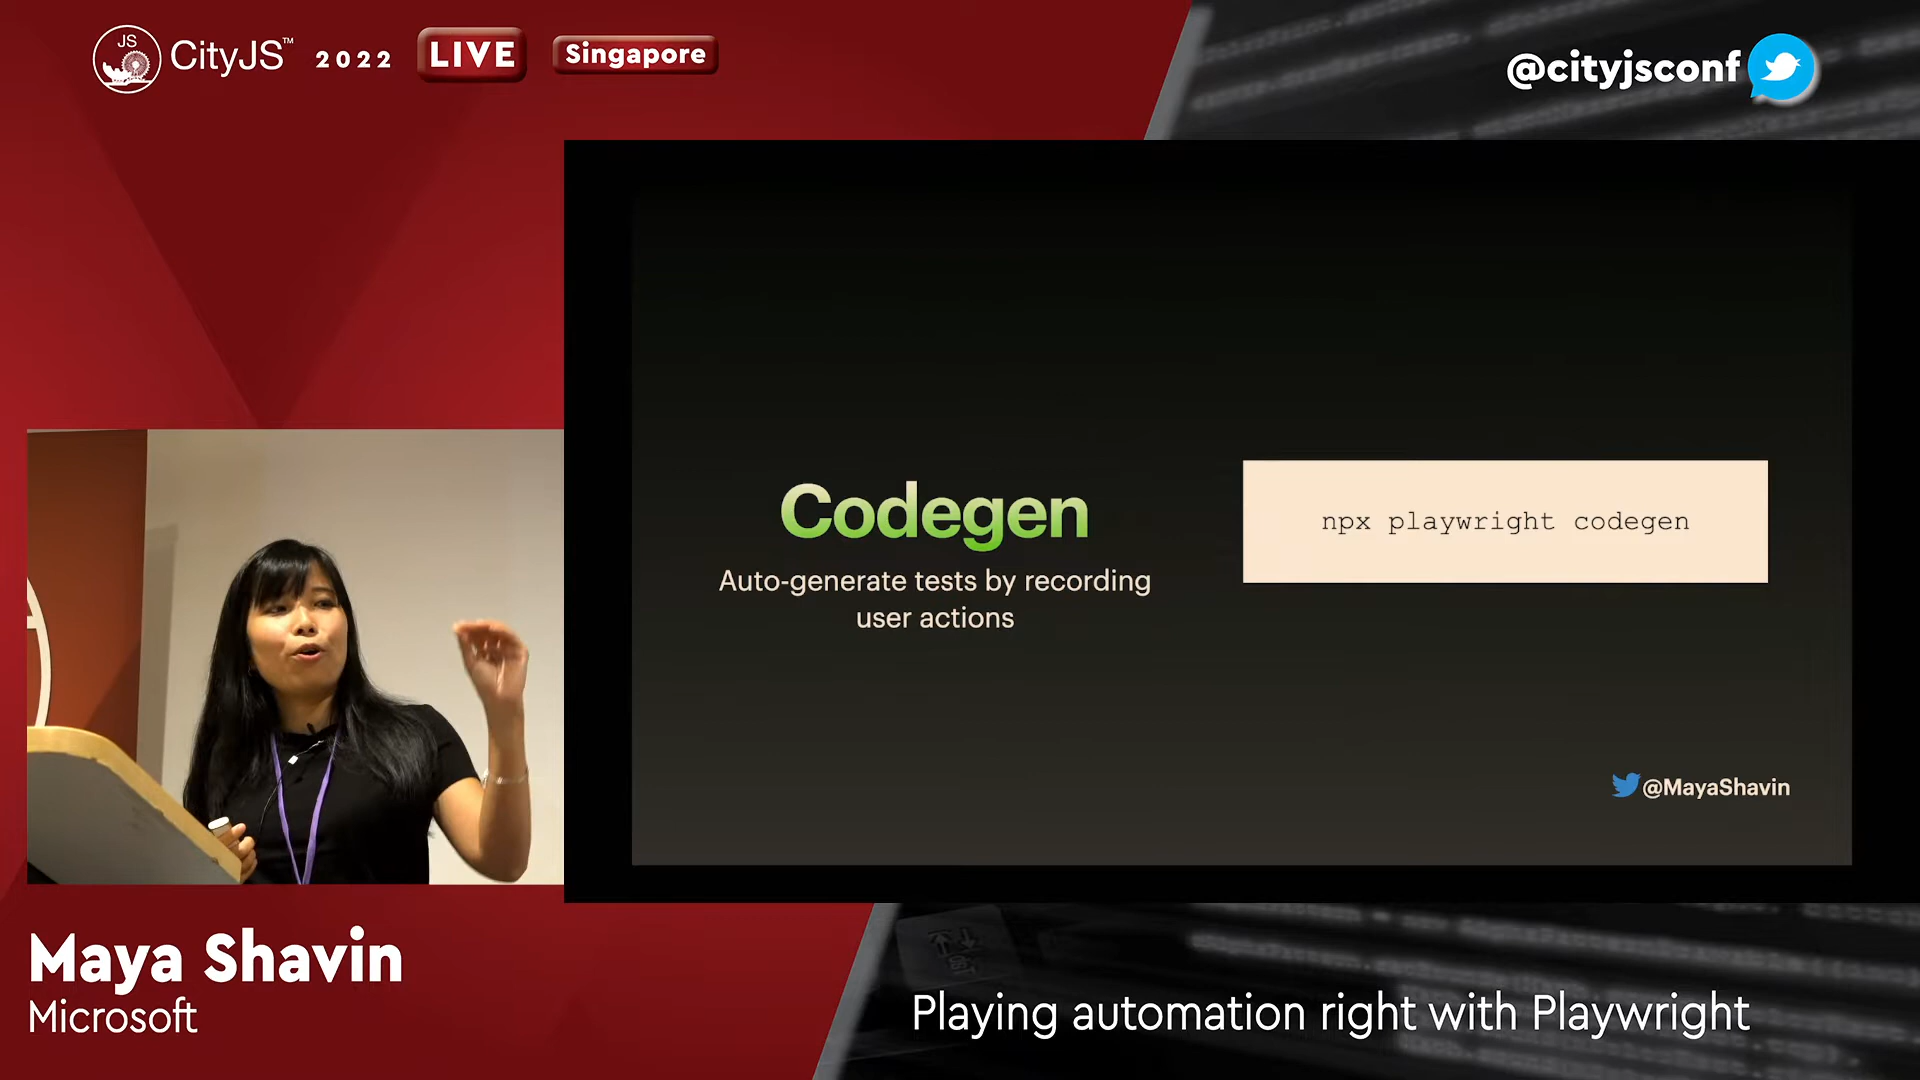 JS
CityJS™ 2022 LIVE Singapore
@cityjsconf
Codegen
Auto-generate tests by recording
user actions
npx playwright codegen
@MayaShavin
Maya Shavin
Microsoft
Playing automation right with Playwright